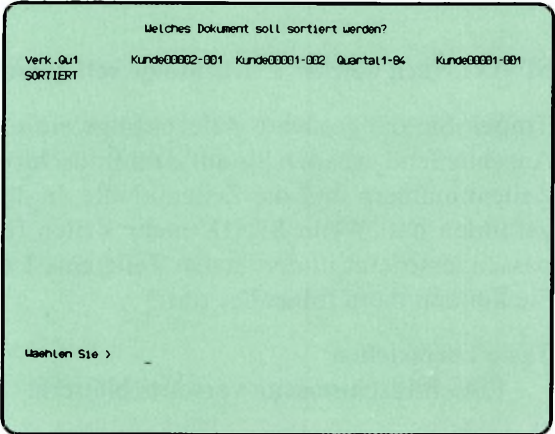 Welches Dokument soll sortiert werden?
Verk.Qu1 Kunde00002-001 Kunde00001-002 Quartal1-84 Kunde00001-001
SORTIERT
Waehlen Sie > _